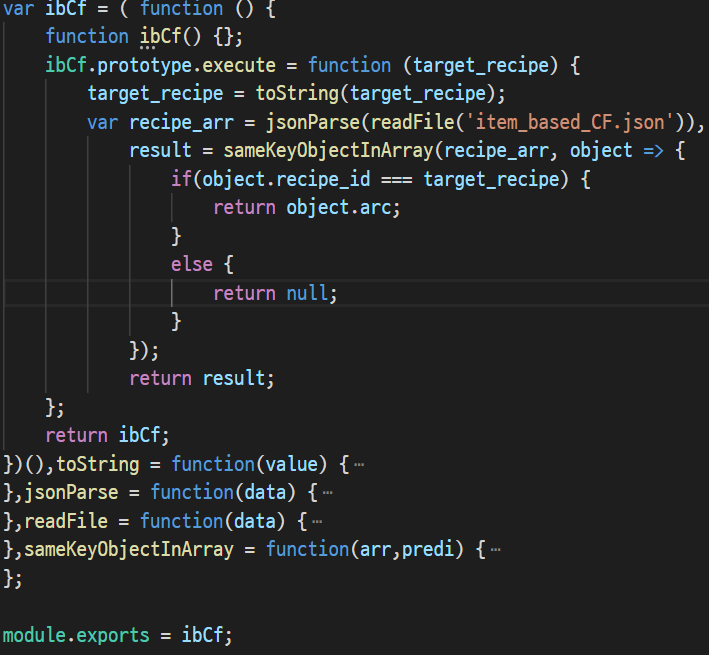 var ibCf = ( function () {
    function ibCf() {};
    ibCf.prototype.execute = function (target_recipe) {
        target_recipe = toString(target_recipe);
        var recipe_arr = jsonParse(readFile('item_based_CF.json')),
            result = sameKeyObjectInArray(recipe_arr, object => {
                if(object.recipe_id === target_recipe) {
                    return object.arc;
                }
                else {
                    return null;
                }
            });
            return result;
    };
    return ibCf;
})(),toString = function(value) {⋯
},jsonParse = function(data) {⋯
},readFile = function(data) {⋯
},sameKeyObjectInArray = function(arr,predi) {⋯
};

module.exports = ibCf;